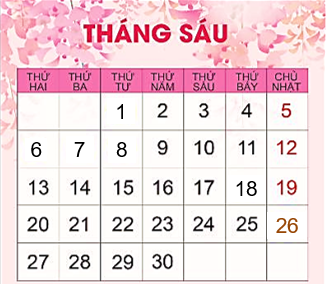 THÁNG SÁU
THỨ HAI THỨ BA THỨ TƯ THỨ NĂM THỨ SÁU THỨ BẢY CHỦ NHẬT
1 2 3 4 5
6 7 8 9 10 11 12
13 14 15 16 17 18 19
20 21 22 23 24 25 26
27 28 29 30